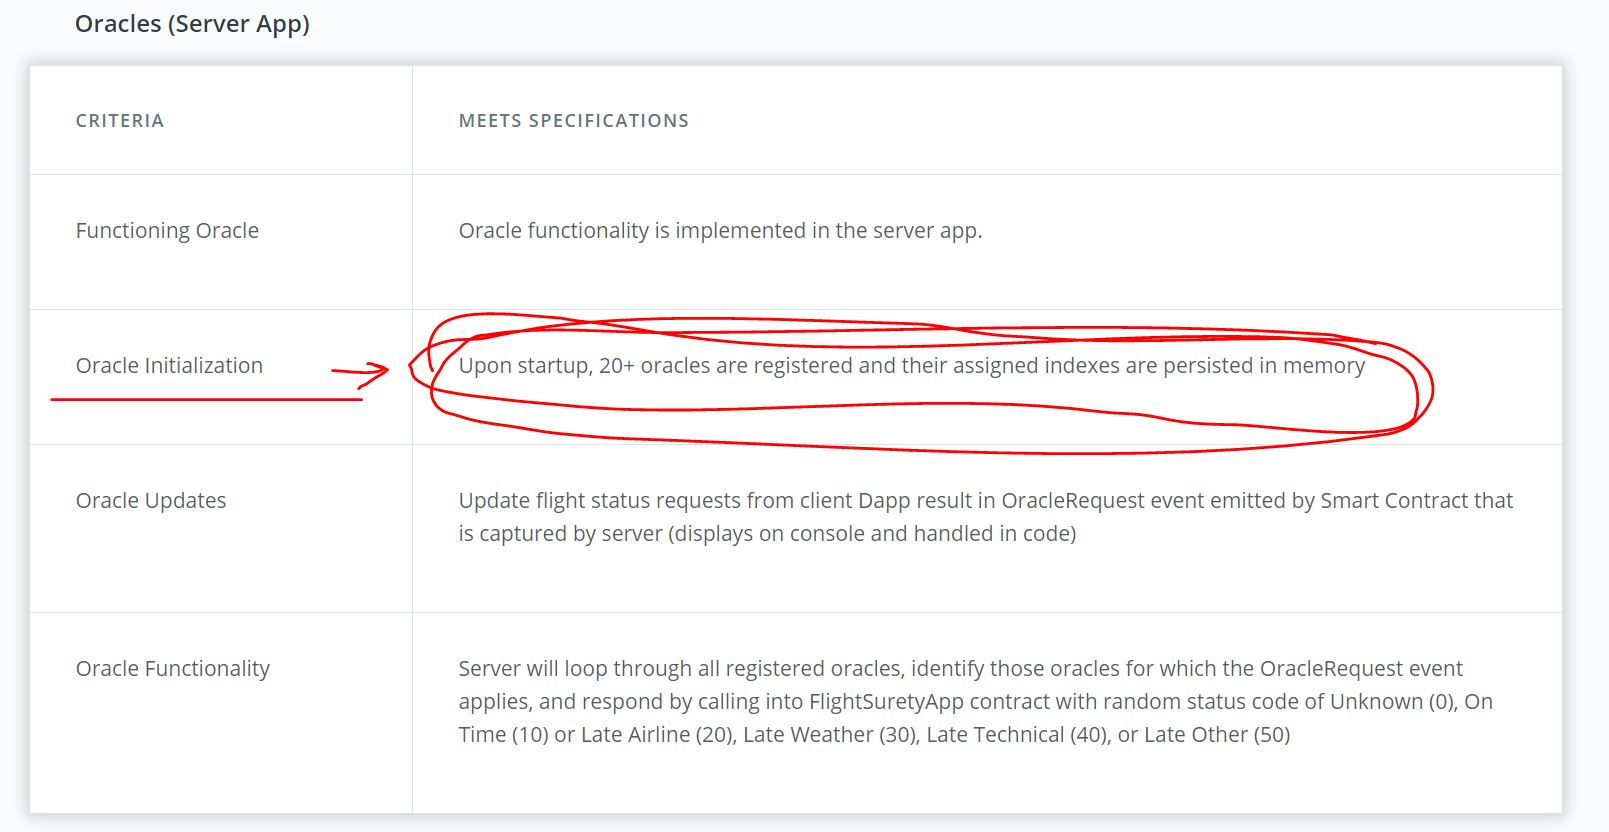 Oracles (Server App)
CRITERIA
MEETS SPECIFICATIONS
Functioning Oracle
Oracle functionality is implemented in the server app.
Oracle Initialization
Upon startup, 20+ oracles are registered and their assigned indexes are persisted in memory
Oracle Updates
Update flight status requests from client Dapp result in OracleRequest event emitted by Smart Contract that
is captured by server (displays on console and handled in code)
Oracle Functionality
Server will loop through all registered oracles, identify those oracles for which the OracleRequest event
applies, and respond by calling into FlightSuretyApp contract with random status code of Unknown (0), On
Time (10) or Late Airline (20), Late Weather (30), Late Technical (40), or Late Other (50)